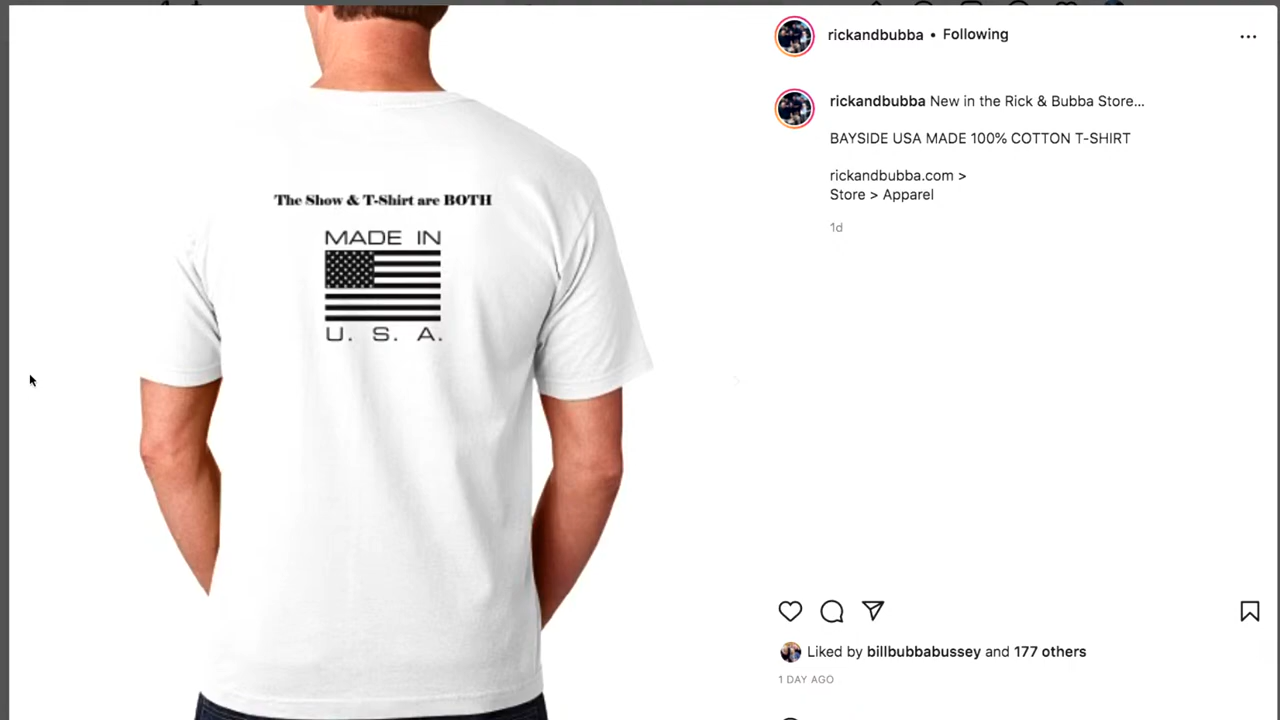 The Show & T-Shirt are BOTH
MADE IN
U. S. A.
rickandbubba • Following
rickandbubba New in the Rick & Bubba Store...
BAYSIDE USA MADE 100% COTTON T-SHIRT
rickandbubba.com >
Store > Apparel
1d
Liked by billbubbabussey and 177 others
1 DAY AGO